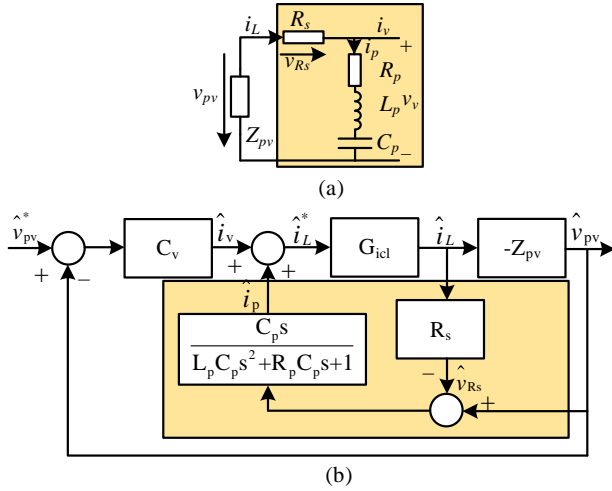 i_L R_s i_v
+
v_Rs i_p
R_p
v_pv L_p v_v
Z_pv C_p −
(a)
v̂*_pv C_v î_v î*_L G_icl î_L -Z_pv v̂_pv
+ − + +
î_p
C_p s
L_p C_p s² + R_p C_p s + 1
R_s
− v̂_Rs
+
(b)